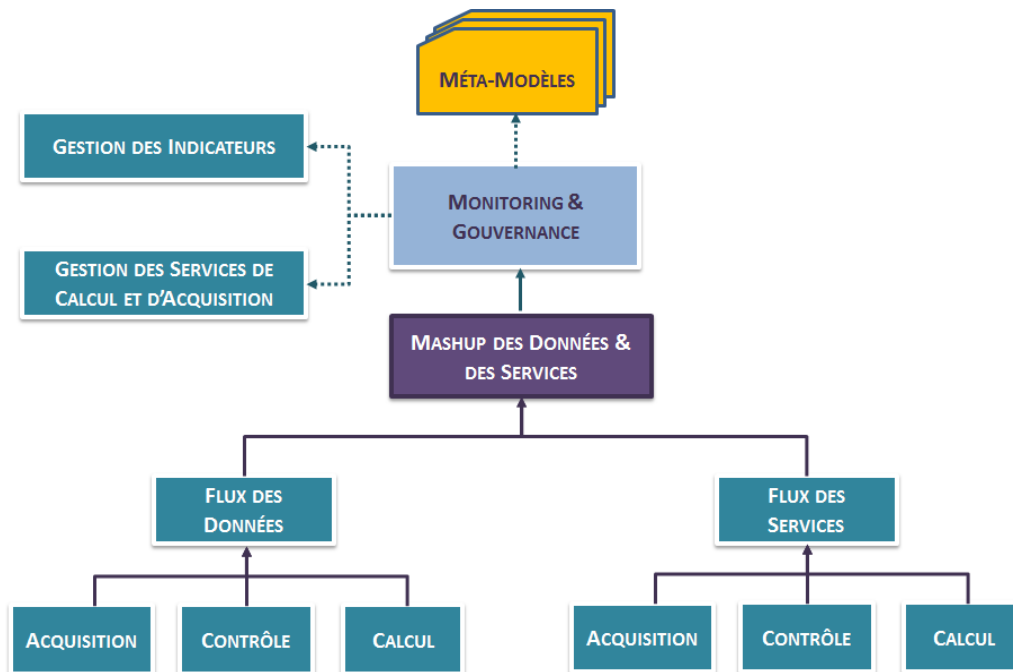 Méta-Modèles
Gestion des Indicateurs
Monitoring &
Gouvernance
Gestion des Services de
Calcul et d'Acquisition
Mashup des Données &
des Services
Flux des
Données
Flux des
Services
Acquisition
Contrôle
Calcul
Acquisition
Contrôle
Calcul